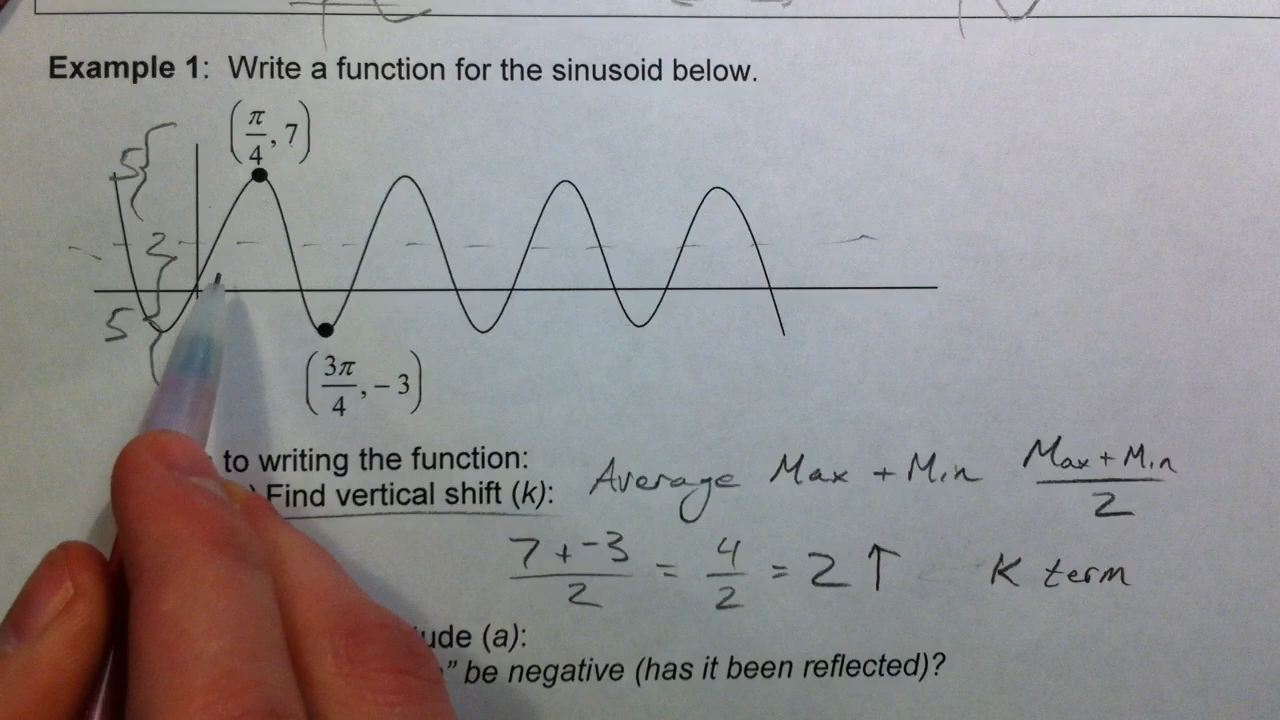 Example 1: Write a function for the sinusoid below.
(π/4, 7)
5
2
5
(3π/4, -3)
to writing the function:
Find vertical shift (k): Average Max + Min (Max + Min)/2
(7 + -3)/2 = 4/2 = 2 ↑ K term
ude (a):
" be negative (has it been reflected)?